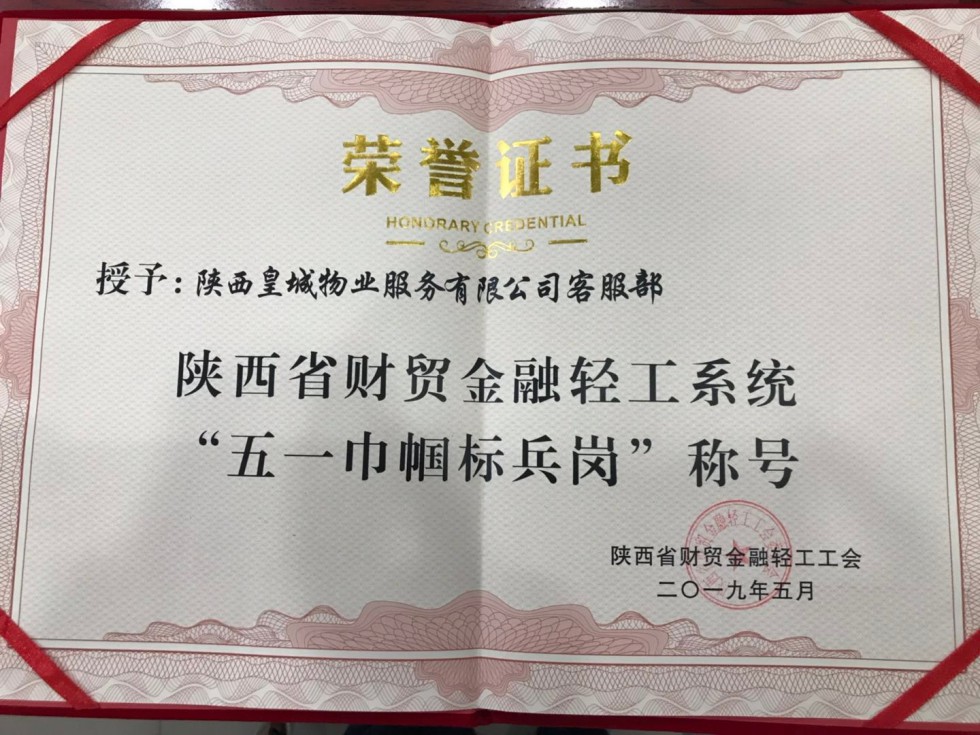 荣誉证书
HONORARY CREDENTIAL
授予：陕西皇城物业服务有限公司客服部
陕西省财贸金融轻工系统
“五一巾帼标兵岗”称号
陕西省财贸金融轻工工会
二〇一九年五月